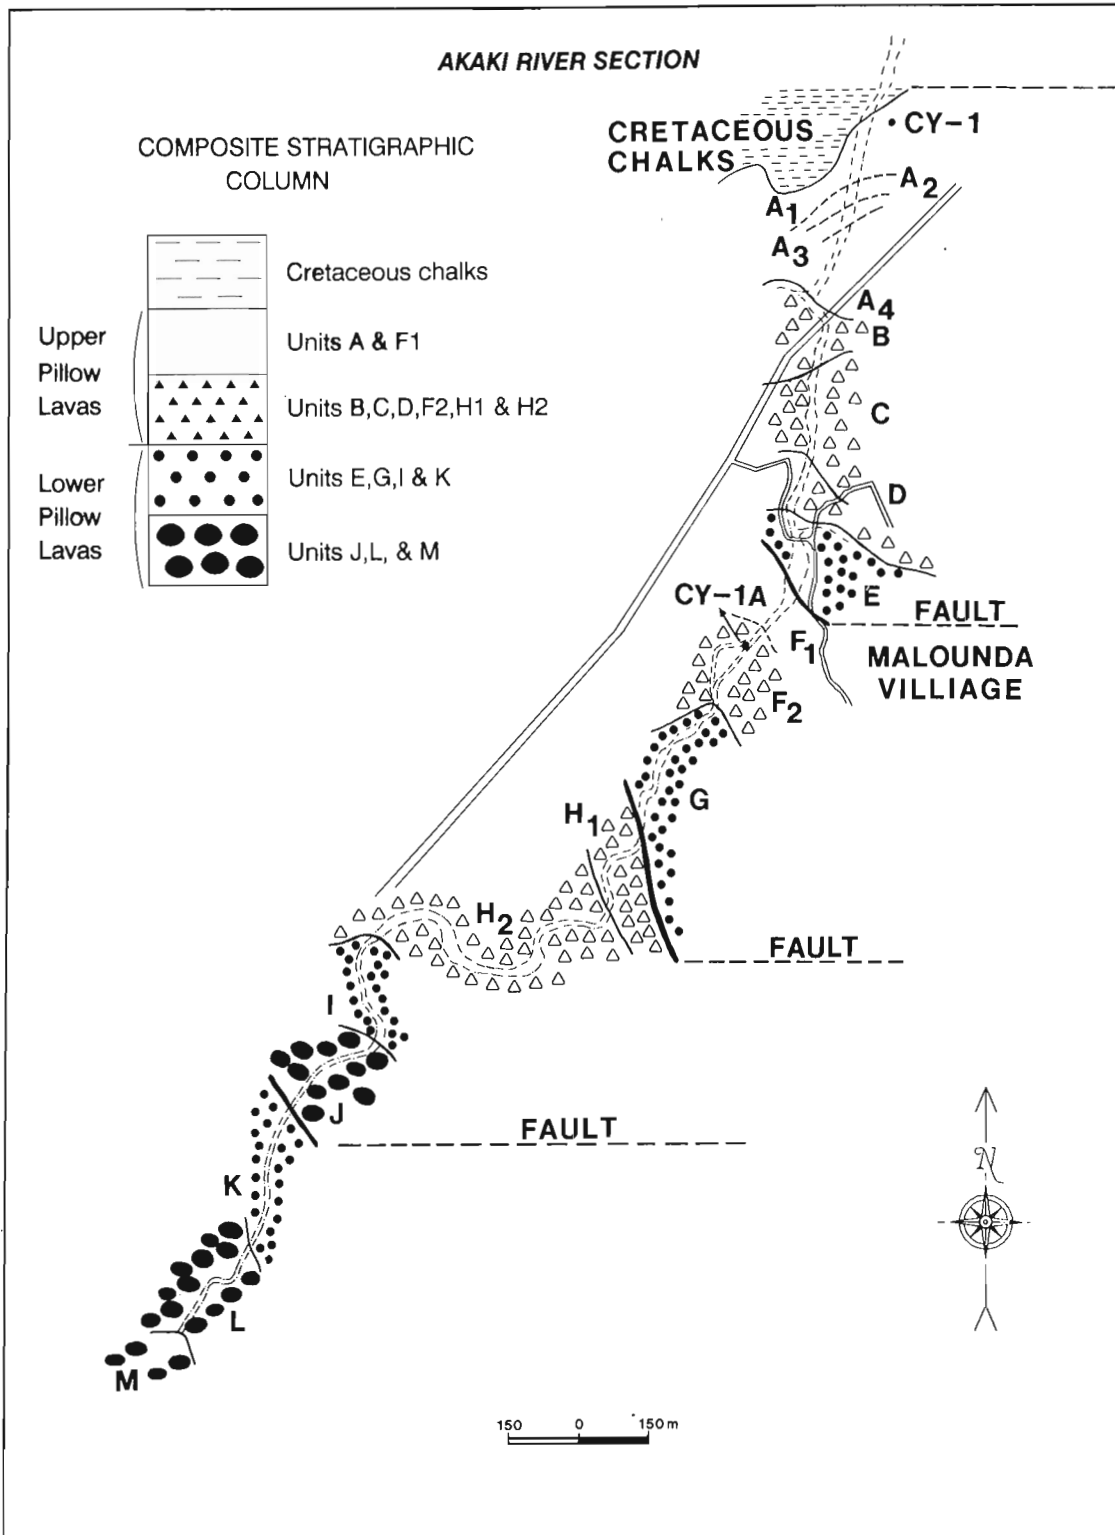 AKAKI RIVER SECTION
COMPOSITE STRATIGRAPHIC
COLUMN
Cretaceous chalks
Upper
Pillow
Lavas
Units A & F1
Units B,C,D,F2,H1 & H2
Lower
Pillow
Lavas
Units E,G,I & K
Units J,L, & M
CRETACEOUS
CHALKS
CY-1
A2
A1
A3
A4
B
C
D
E
FAULT
CY-1A
F1
MALOUNDA
VILLIAGE
F2
G
H1
H2
FAULT
I
J
FAULT
K
L
M
N
150 0 150 m